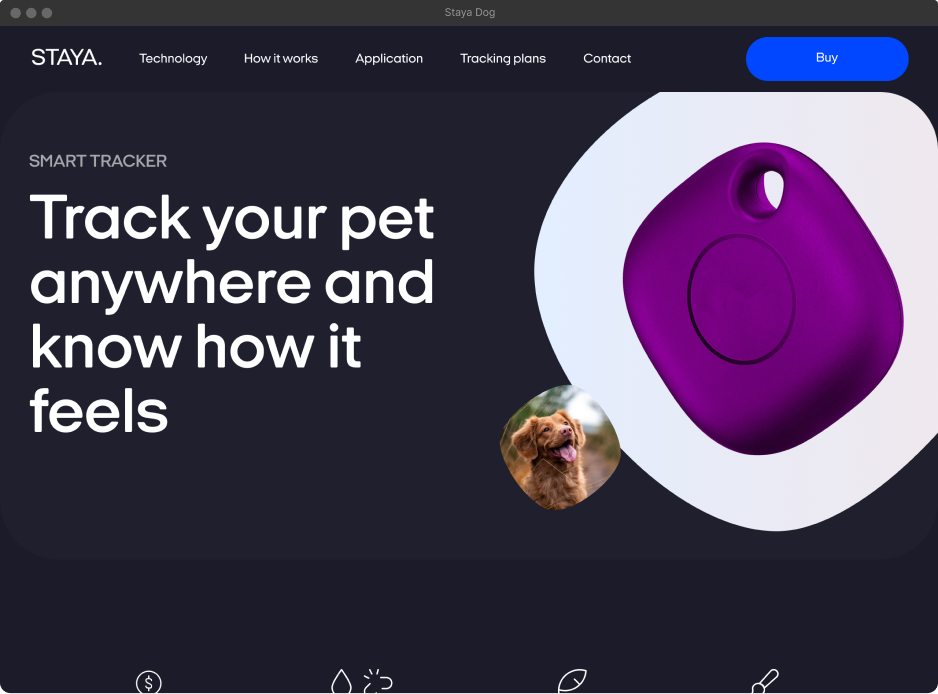 Staya Dog
STAYA.
Technology
How it works
Application
Tracking plans
Contact
Buy
SMART TRACKER
Track your pet
anywhere and
know how it
feels
$